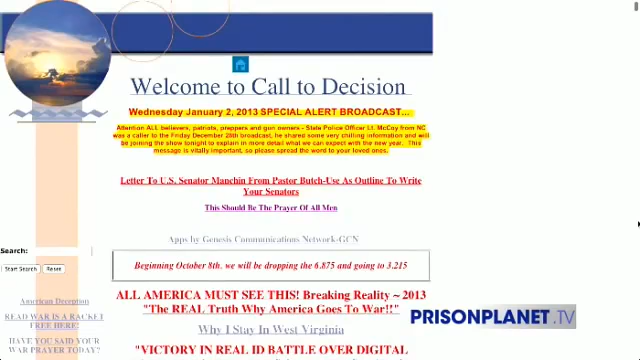 Welcome to Call to Decision
Wednesday January 2, 2013 SPECIAL ALERT BROADCAST...
Attention ALL believers, patriots, preppers and gun owners - State Police Officer Lt. McCoy from NC
was a caller to the Friday December 28th broadcast, he shared some very chilling information and will
be joining the show tonight to explain in more detail what we can expect with the new year. This
message is vitally important, so please spread the word to your loved ones.
Letter To U.S. Senator Manchin From Pastor Butch-Use As Outline To Write
Your Senators
This Should Be The Prayer Of All Men
Search:
Start Search
Reset
Apps by Genesis Communications Network-GCN
Beginning October 8th. we will be dropping the 6.875 and going to 3.215
American Deception
READ WAR IS A RACKET
FREE HERE!
HAVE YOU SAID YOUR
WAR PRAYER TODAY?
ALL AMERICA MUST SEE THIS! Breaking Reality ~ 2013
"The REAL Truth Why America Goes To War!!"
Why I Stay In West Virginia
"VICTORY IN REAL ID BATTLE OVER DIGITAL
PRISONPLANET.TV